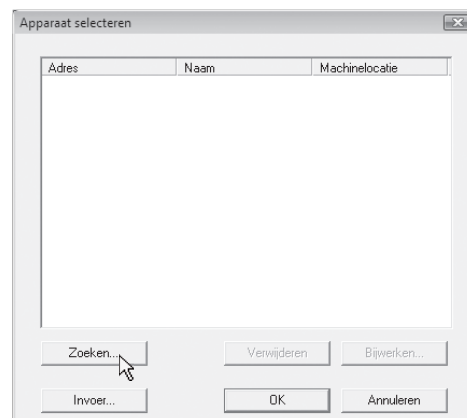 Apparaat selecteren
Adres Naam Machinelocatie
Zoeken... Verwijderen Bijwerken...
Invoer... OK Annuleren